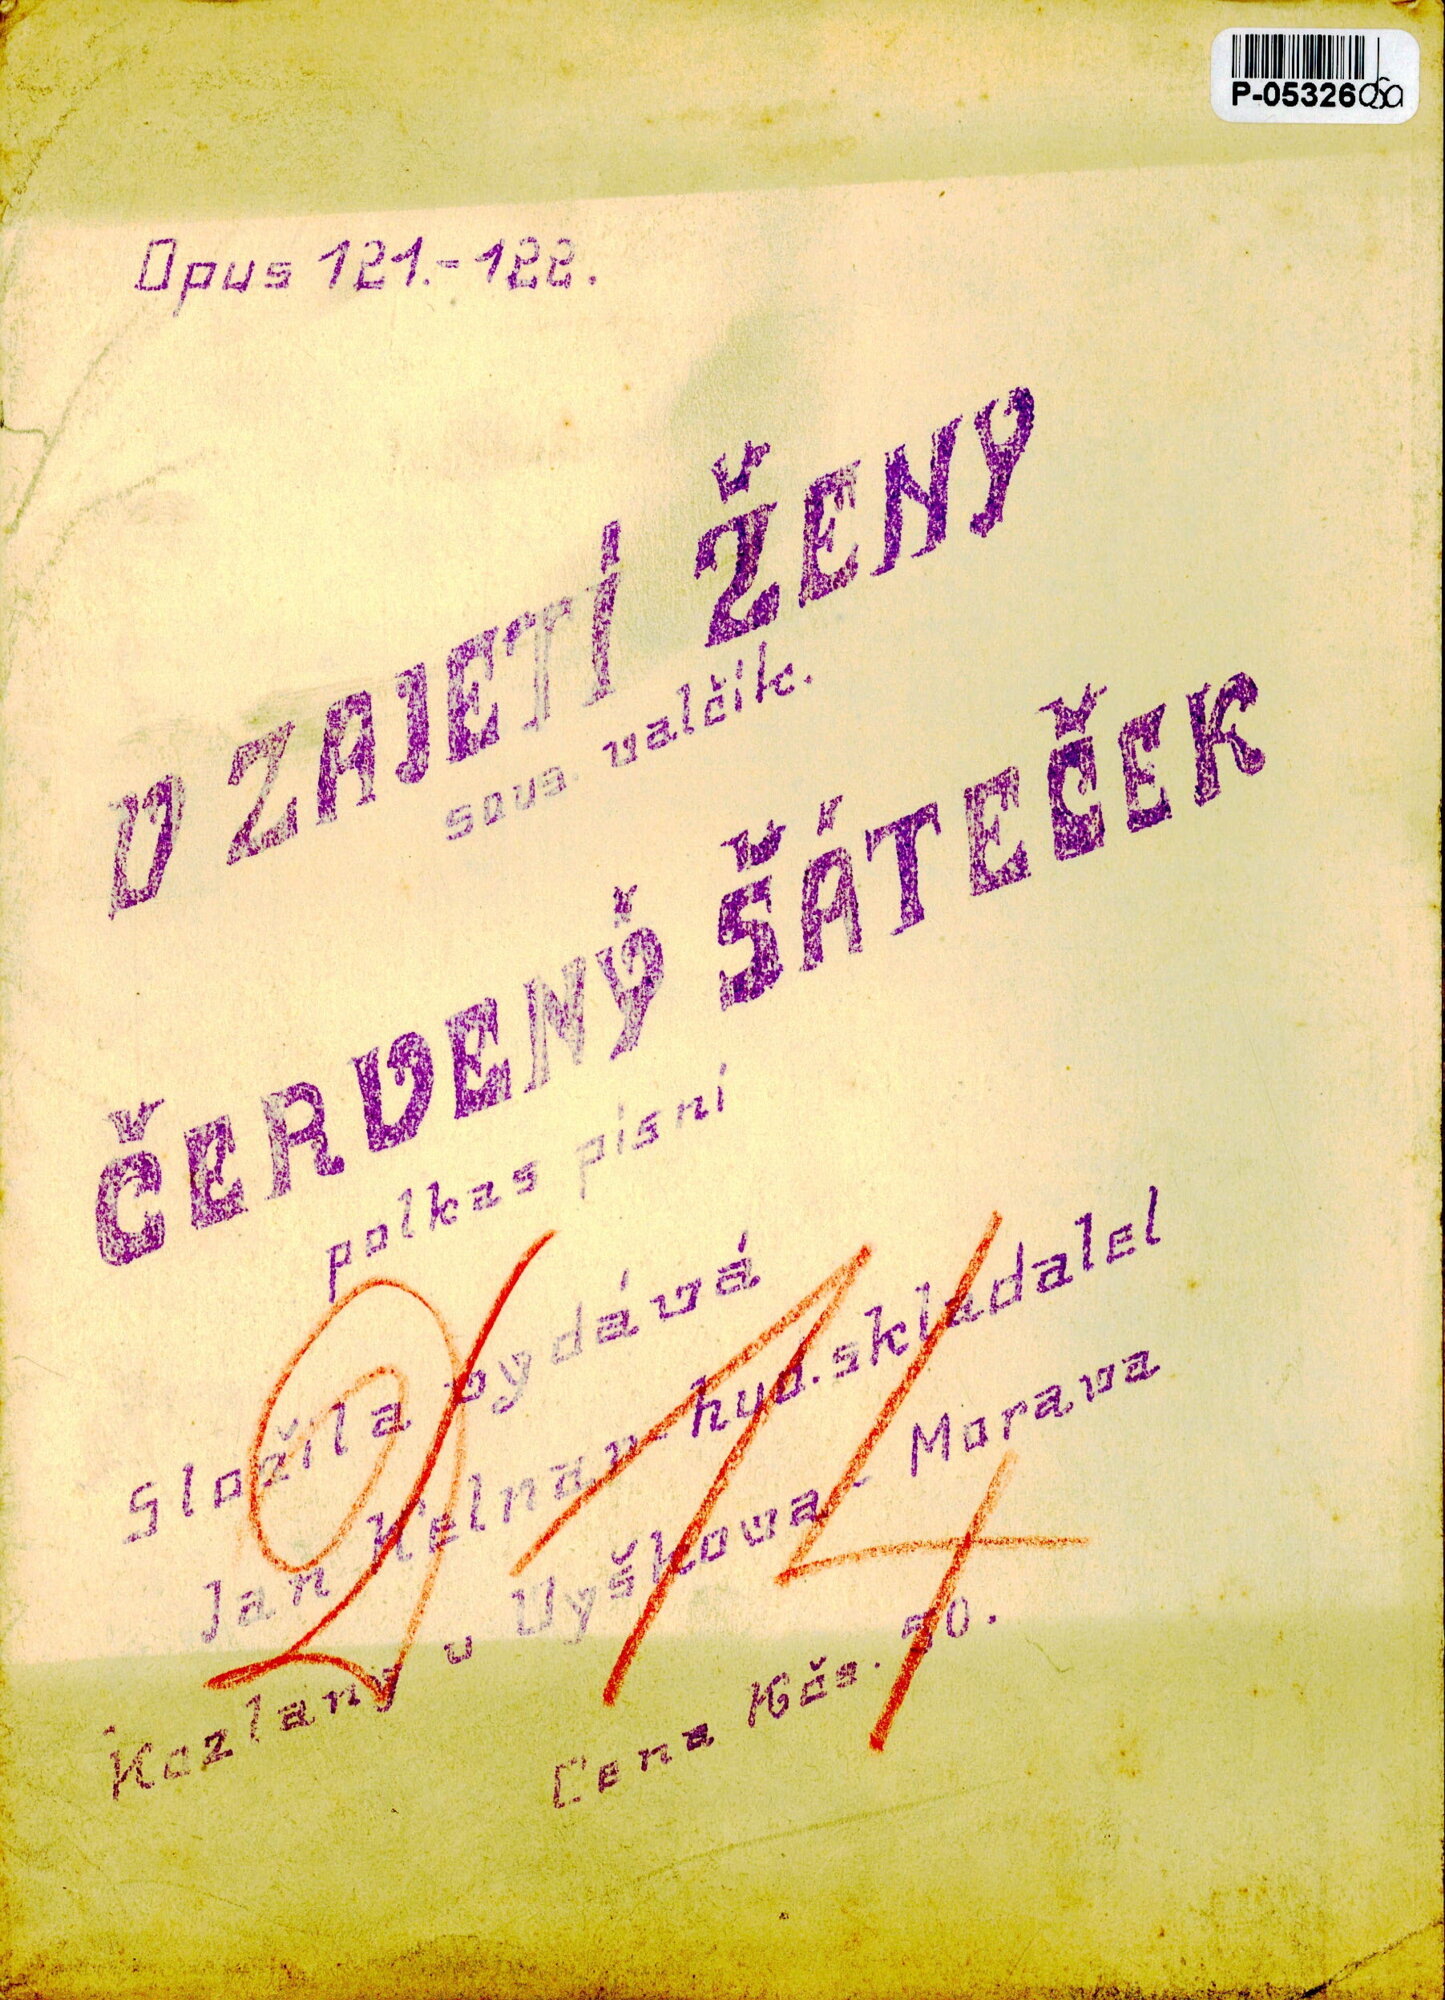 P-05326
Opus 121.-122.
V ZAJETÍ ŽENY
sous. valčík.
ČERVENÝ ŠÁTEČEK
polka s písní
Složil a vydává
Jan Kelnar hud. skladatel
Kozlany u Vyškova - Morava
Cena Kčs.